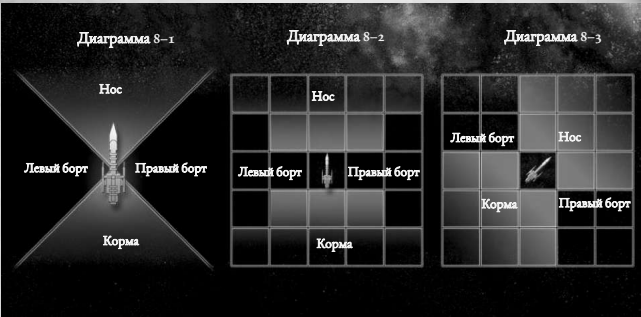 Диаграмма 8–1
Нос
Левый борт
Правый борт
Корма
Диаграмма 8–2
Нос
Левый борт
Правый борт
Корма
Диаграмма 8–3
Левый борт
Нос
Корма
Правый борт